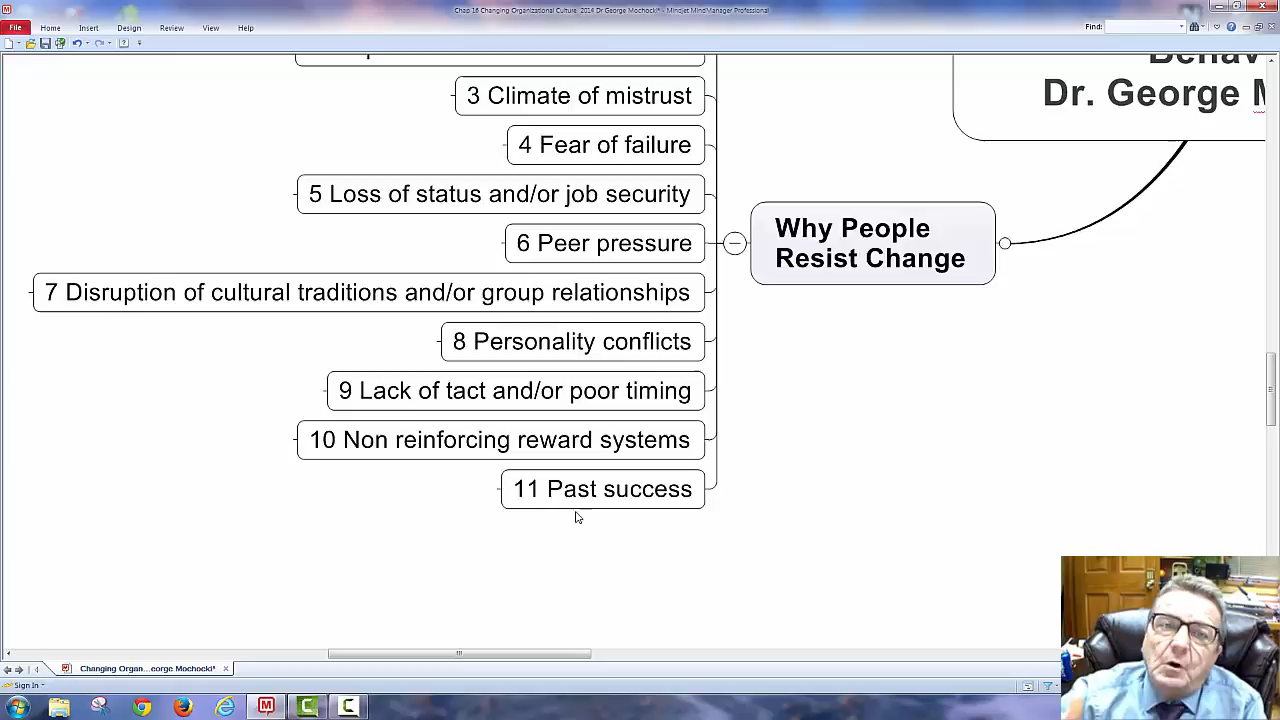 Chap 16 Changing Organizational Culture 2014 Dr George Mochocki* - Mindjet MindManager Professional
File Home Insert Design Review View Help
Find:
Behav
Dr. George M
3 Climate of mistrust
4 Fear of failure
5 Loss of status and/or job security
6 Peer pressure
7 Disruption of cultural traditions and/or group relationships
8 Personality conflicts
9 Lack of tact and/or poor timing
10 Non reinforcing reward systems
11 Past success
Why People
Resist Change
Changing Organ...eorge Mochocki*
Sign In